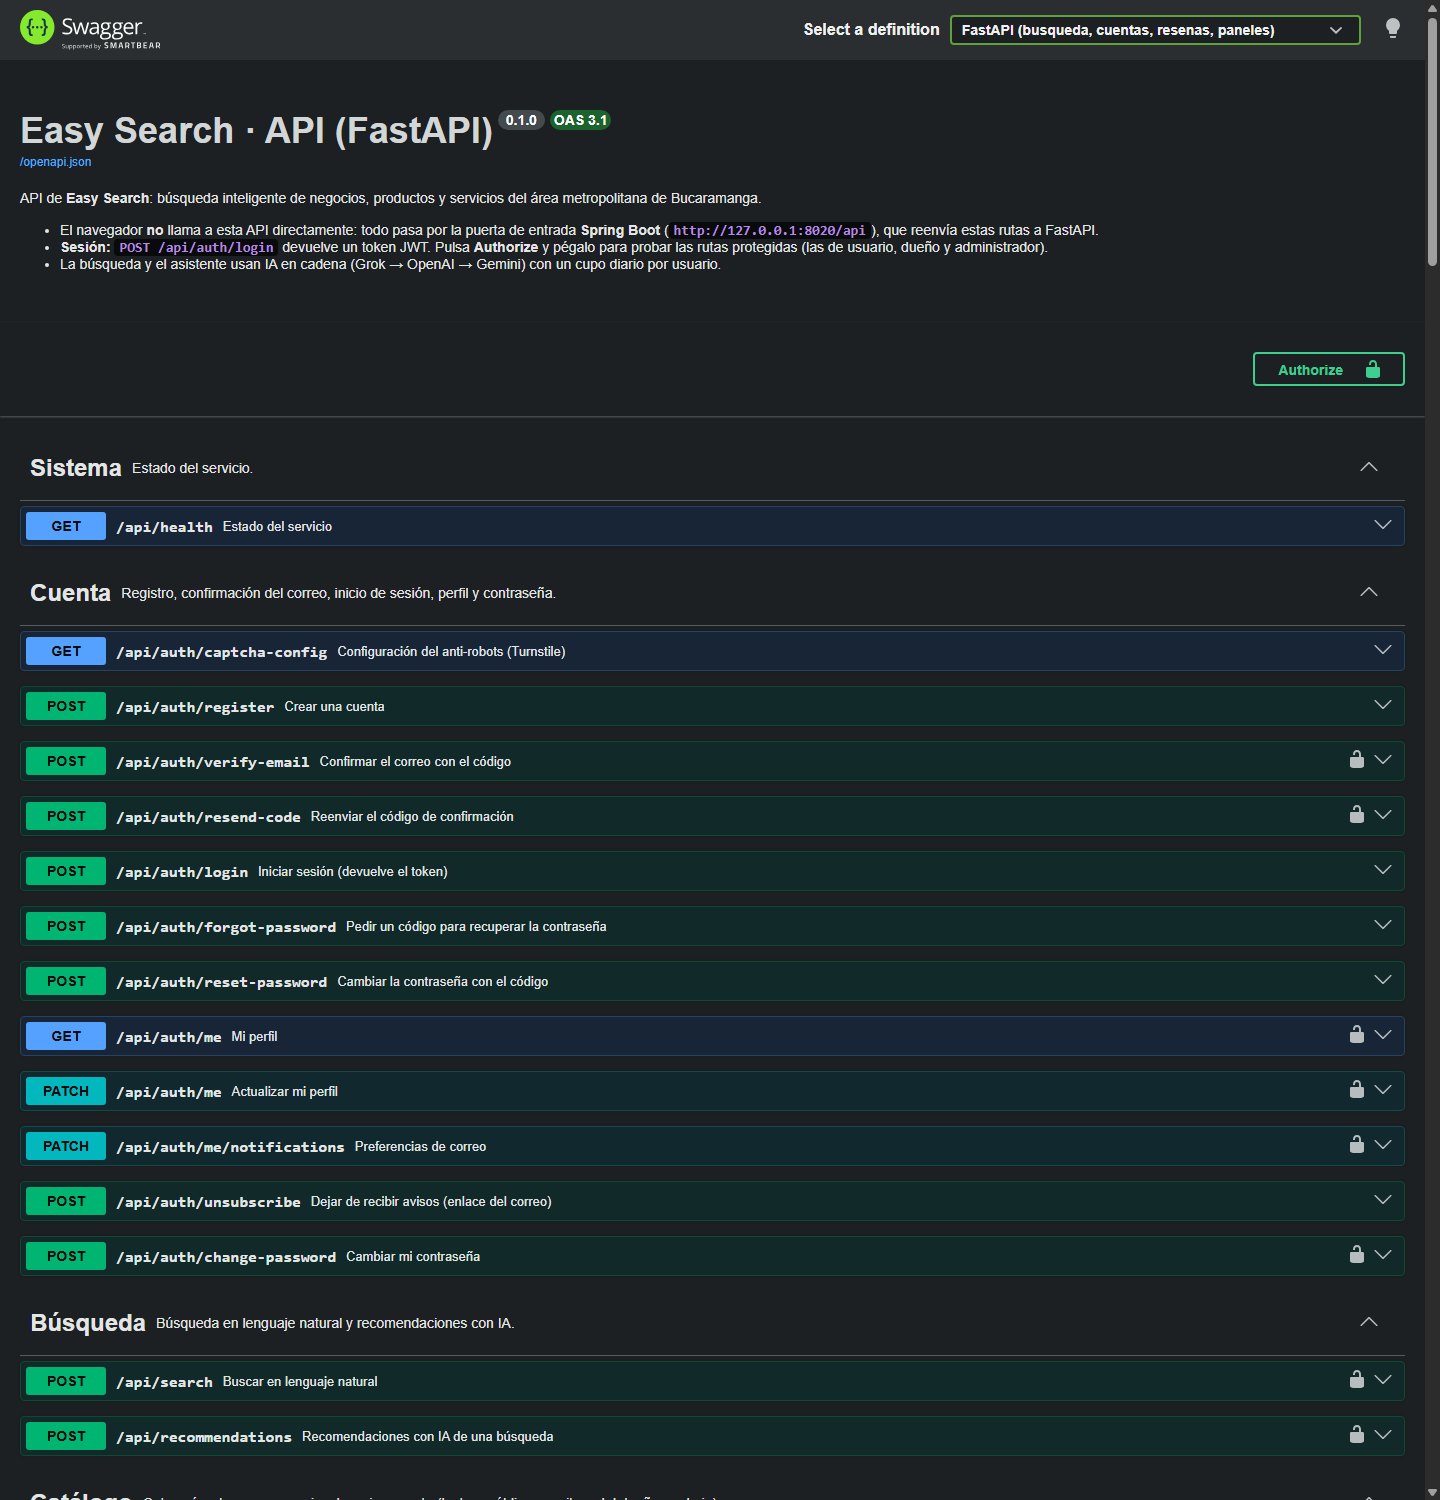 Swagger
Supported by SMARTBEAR
Select a definition
FastAPI (busqueda, cuentas, resenas, paneles)
Easy Search · API (FastAPI) 0.1.0 OAS 3.1
/openapi.json
API de Easy Search: búsqueda inteligente de negocios, productos y servicios del área metropolitana de Bucaramanga.
• El navegador no llama a esta API directamente: todo pasa por la puerta de entrada Spring Boot ( http://127.0.0.1:8020/api ), que reenvía estas rutas a FastAPI.
• Sesión: POST /api/auth/login devuelve un token JWT. Pulsa Authorize y pégalo para probar las rutas protegidas (las de usuario, dueño y administrador).
• La búsqueda y el asistente usan IA en cadena (Grok → OpenAI → Gemini) con un cupo diario por usuario.
Authorize
Sistema Estado del servicio.
GET /api/health Estado del servicio
Cuenta Registro, confirmación del correo, inicio de sesión, perfil y contraseña.
GET /api/auth/captcha-config Configuración del anti-robots (Turnstile)
POST /api/auth/register Crear una cuenta
POST /api/auth/verify-email Confirmar el correo con el código
POST /api/auth/resend-code Reenviar el código de confirmación
POST /api/auth/login Iniciar sesión (devuelve el token)
POST /api/auth/forgot-password Pedir un código para recuperar la contraseña
POST /api/auth/reset-password Cambiar la contraseña con el código
GET /api/auth/me Mi perfil
PATCH /api/auth/me Actualizar mi perfil
PATCH /api/auth/me/notifications Preferencias de correo
POST /api/auth/unsubscribe Dejar de recibir avisos (enlace del correo)
POST /api/auth/change-password Cambiar mi contraseña
Búsqueda Búsqueda en lenguaje natural y recomendaciones con IA.
POST /api/search Buscar en lenguaje natural
POST /api/recommendations Recomendaciones con IA de una búsqueda
Catálogo